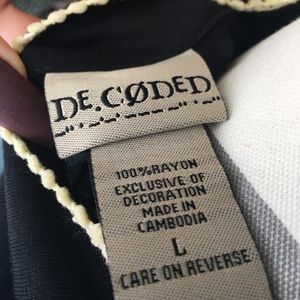 DE.CØDED
100% RAYON
EXCLUSIVE OF
DECORATION
MADE IN
CAMBODIA
L
CARE ON REVERSE